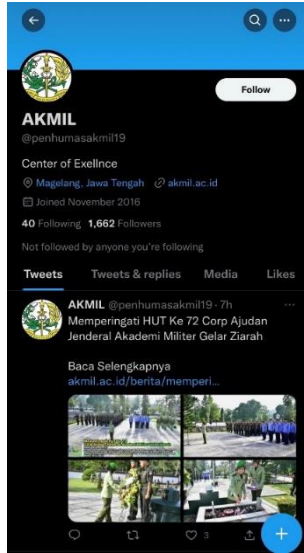 Follow
AKMIL
@penhumasakmil19
Center of Exellnce
Magelang, Jawa Tengah akmil.ac.id
Joined November 2016
40 Following 1,662 Followers
Not followed by anyone you're following
Tweets Tweets & replies Media Likes
AKMIL @penhumasakmil19 · 7h
Memperingati HUT Ke 72 Corp Ajudan
Jenderal Akademi Militer Gelar Ziarah
Baca Selengkapnya
akmil.ac.id/berita/memperi...
3